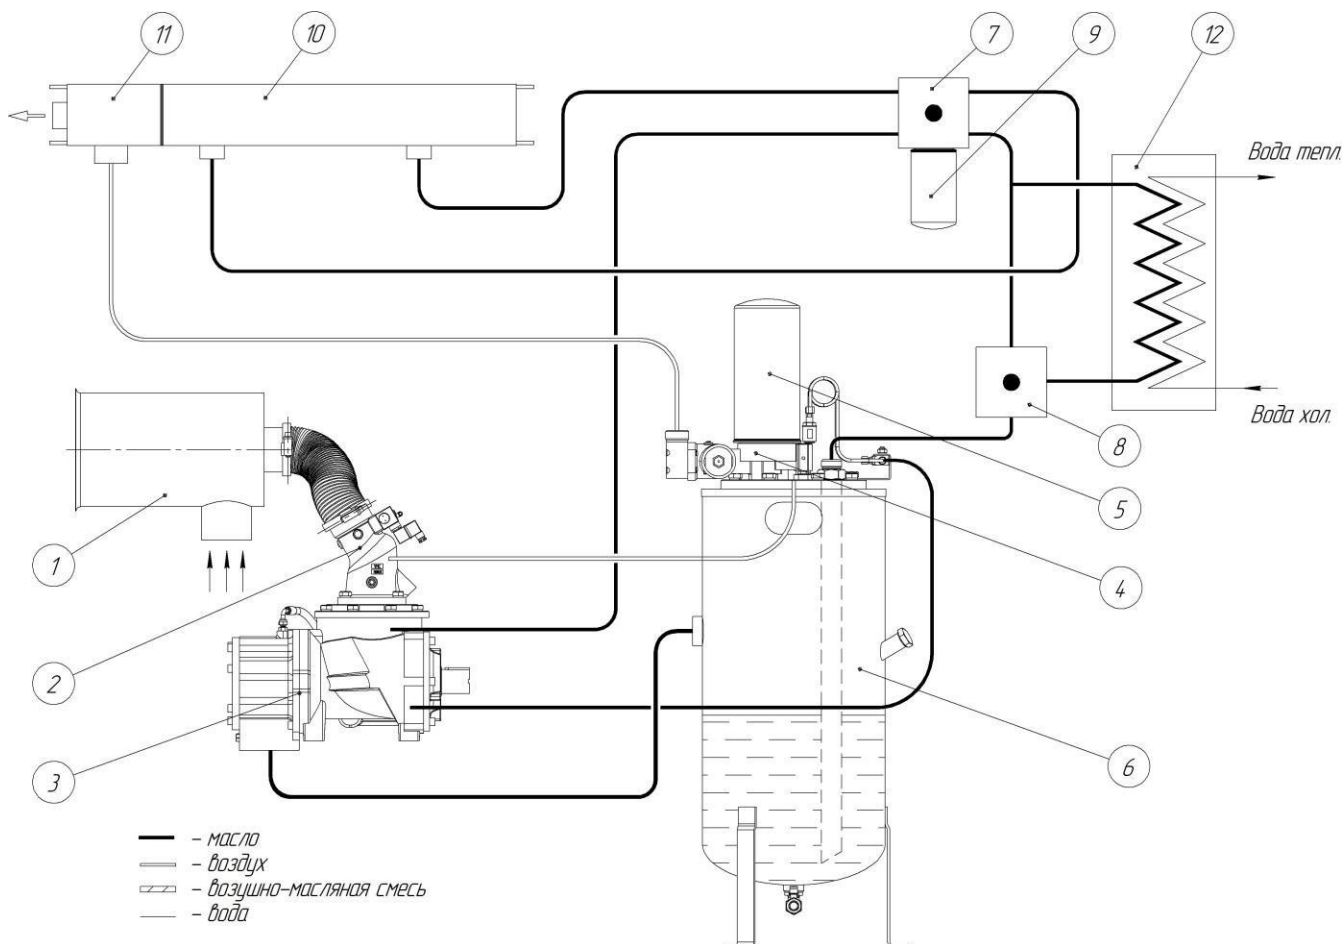 11
10
7
9
12
Вода тепл.
Вода хол.
8
5
1
4
2
6
3
– масло
– воздух
– возушно-масляная смесь
– вода